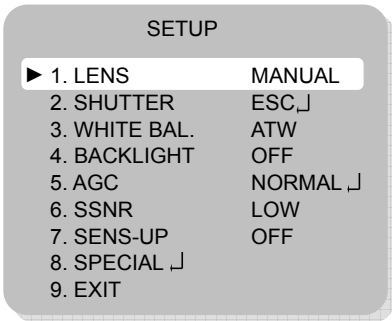 SETUP
► 1. LENS MANUAL
2. SHUTTER ESC↵
3. WHITE BAL. ATW
4. BACKLIGHT OFF
5. AGC NORMAL ↵
6. SSNR LOW
7. SENS-UP OFF
8. SPECIAL ↵
9. EXIT